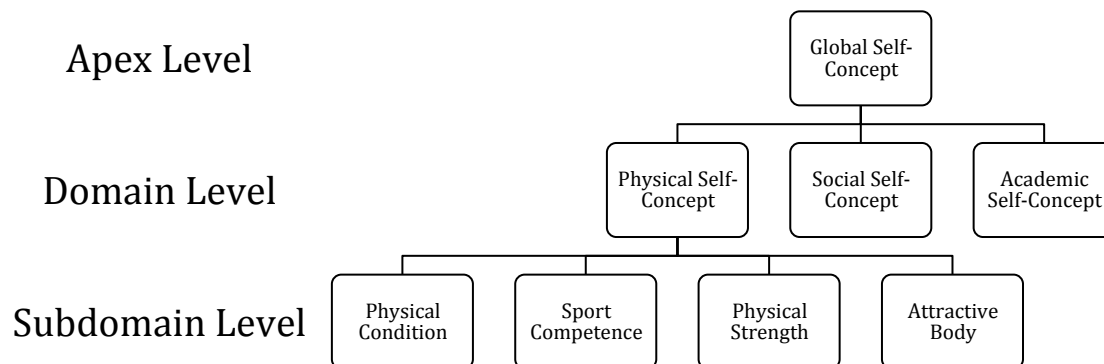 Apex Level
Global Self-
Concept
Domain Level
Physical Self-
Concept
Social Self-
Concept
Academic
Self-Concept
Subdomain Level
Physical
Condition
Sport
Competence
Physical
Strength
Attractive
Body